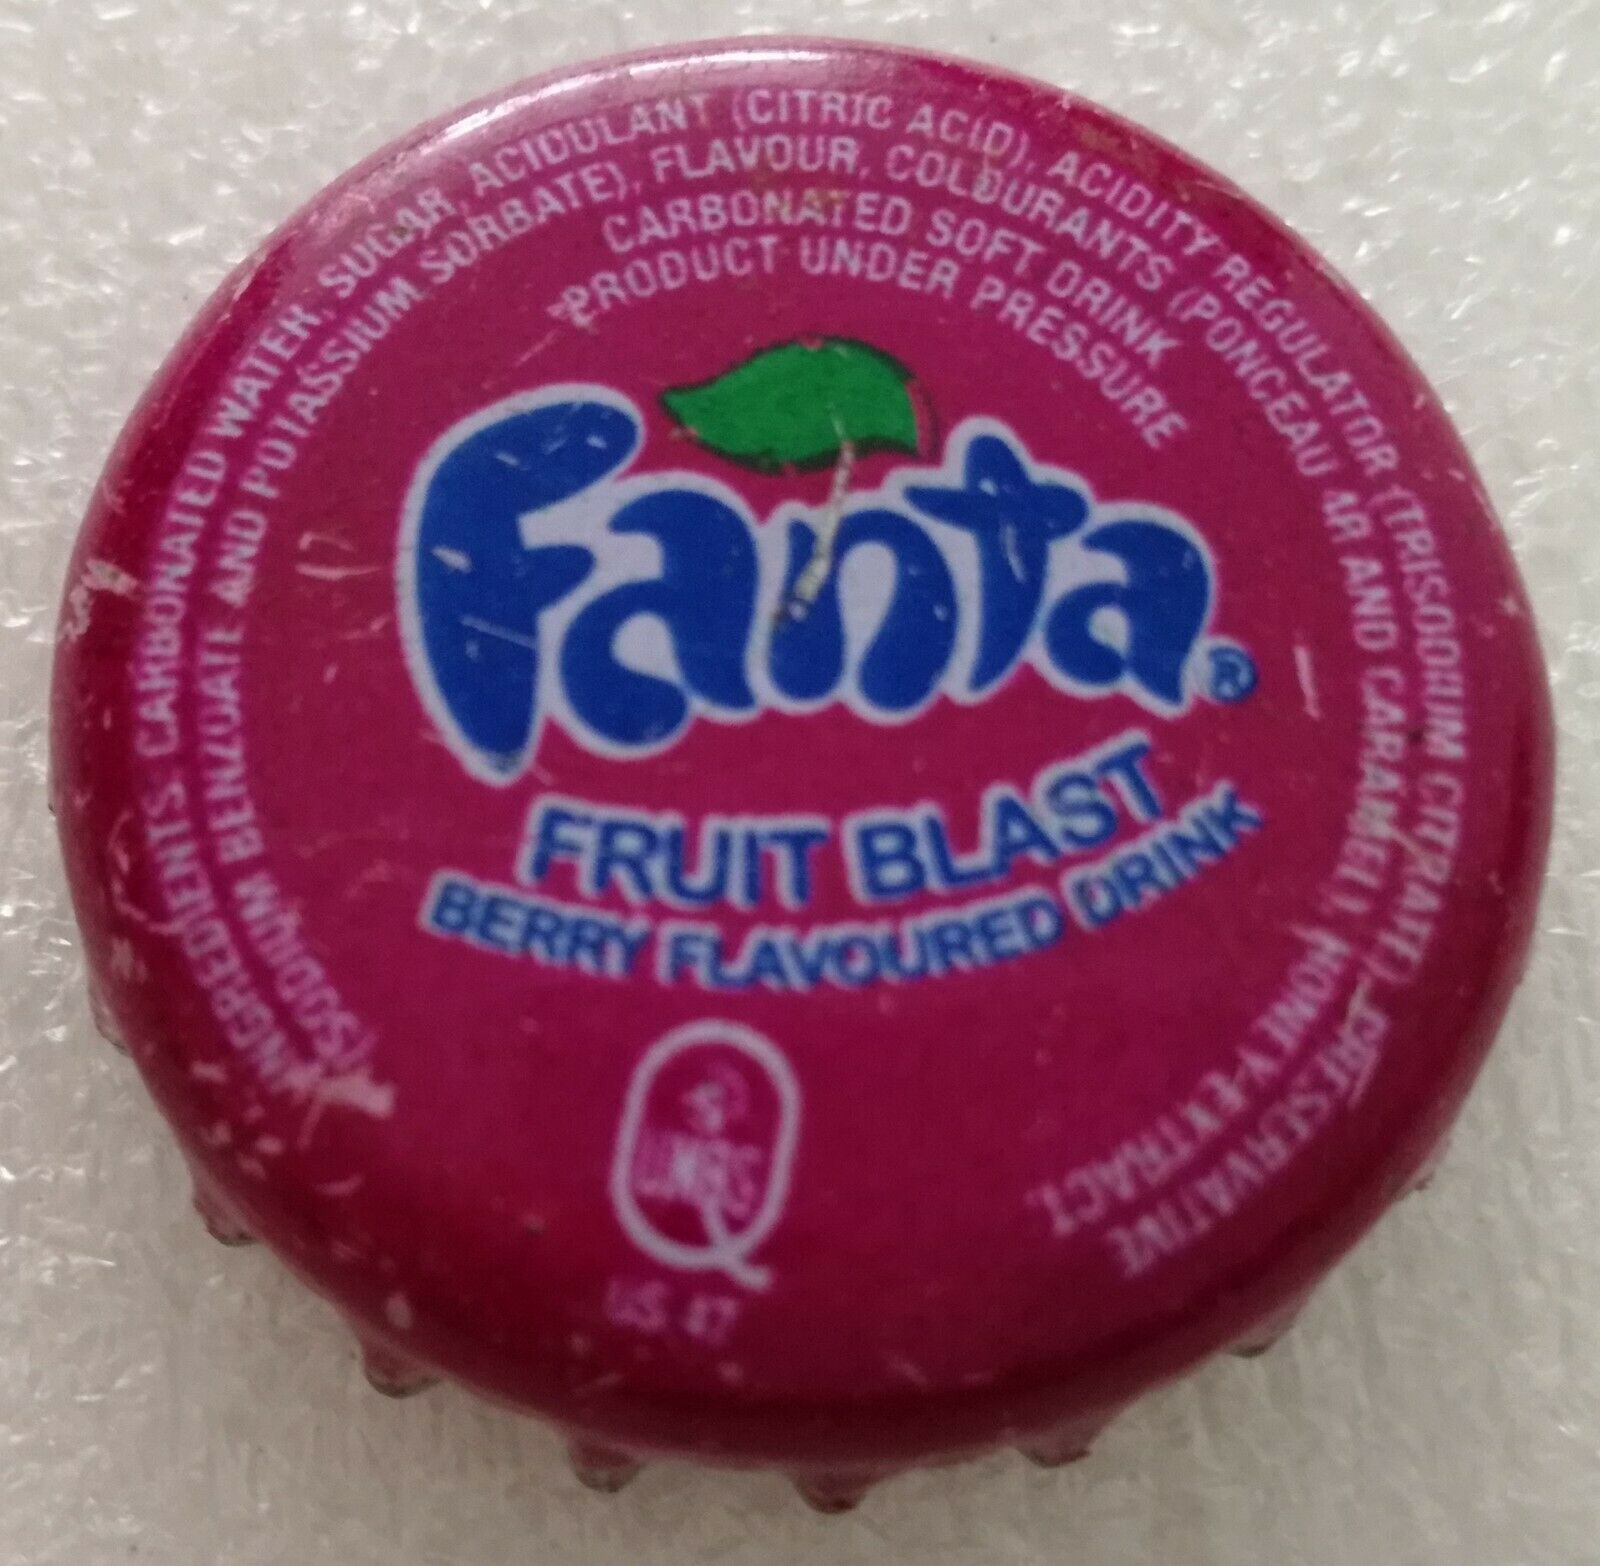 INGREDIENTS: CARBONATED WATER, SUGAR, ACIDULANT (CITRIC ACID), ACIDITY REGULATOR (TRISODIUM CITRATE), PRESERVATIVE
(SODIUM BENZOATE AND POTASSIUM SORBATE), FLAVOUR, COLOURANTS (PONCEAU 4R AND CARAMEL), HONEY-EXTRACT.
CARBONATED SOFT DRINK
PRODUCT UNDER PRESSURE
Fanta®
FRUIT BLAST
BERRY FLAVOURED DRINK
Q
UNBS
US 47